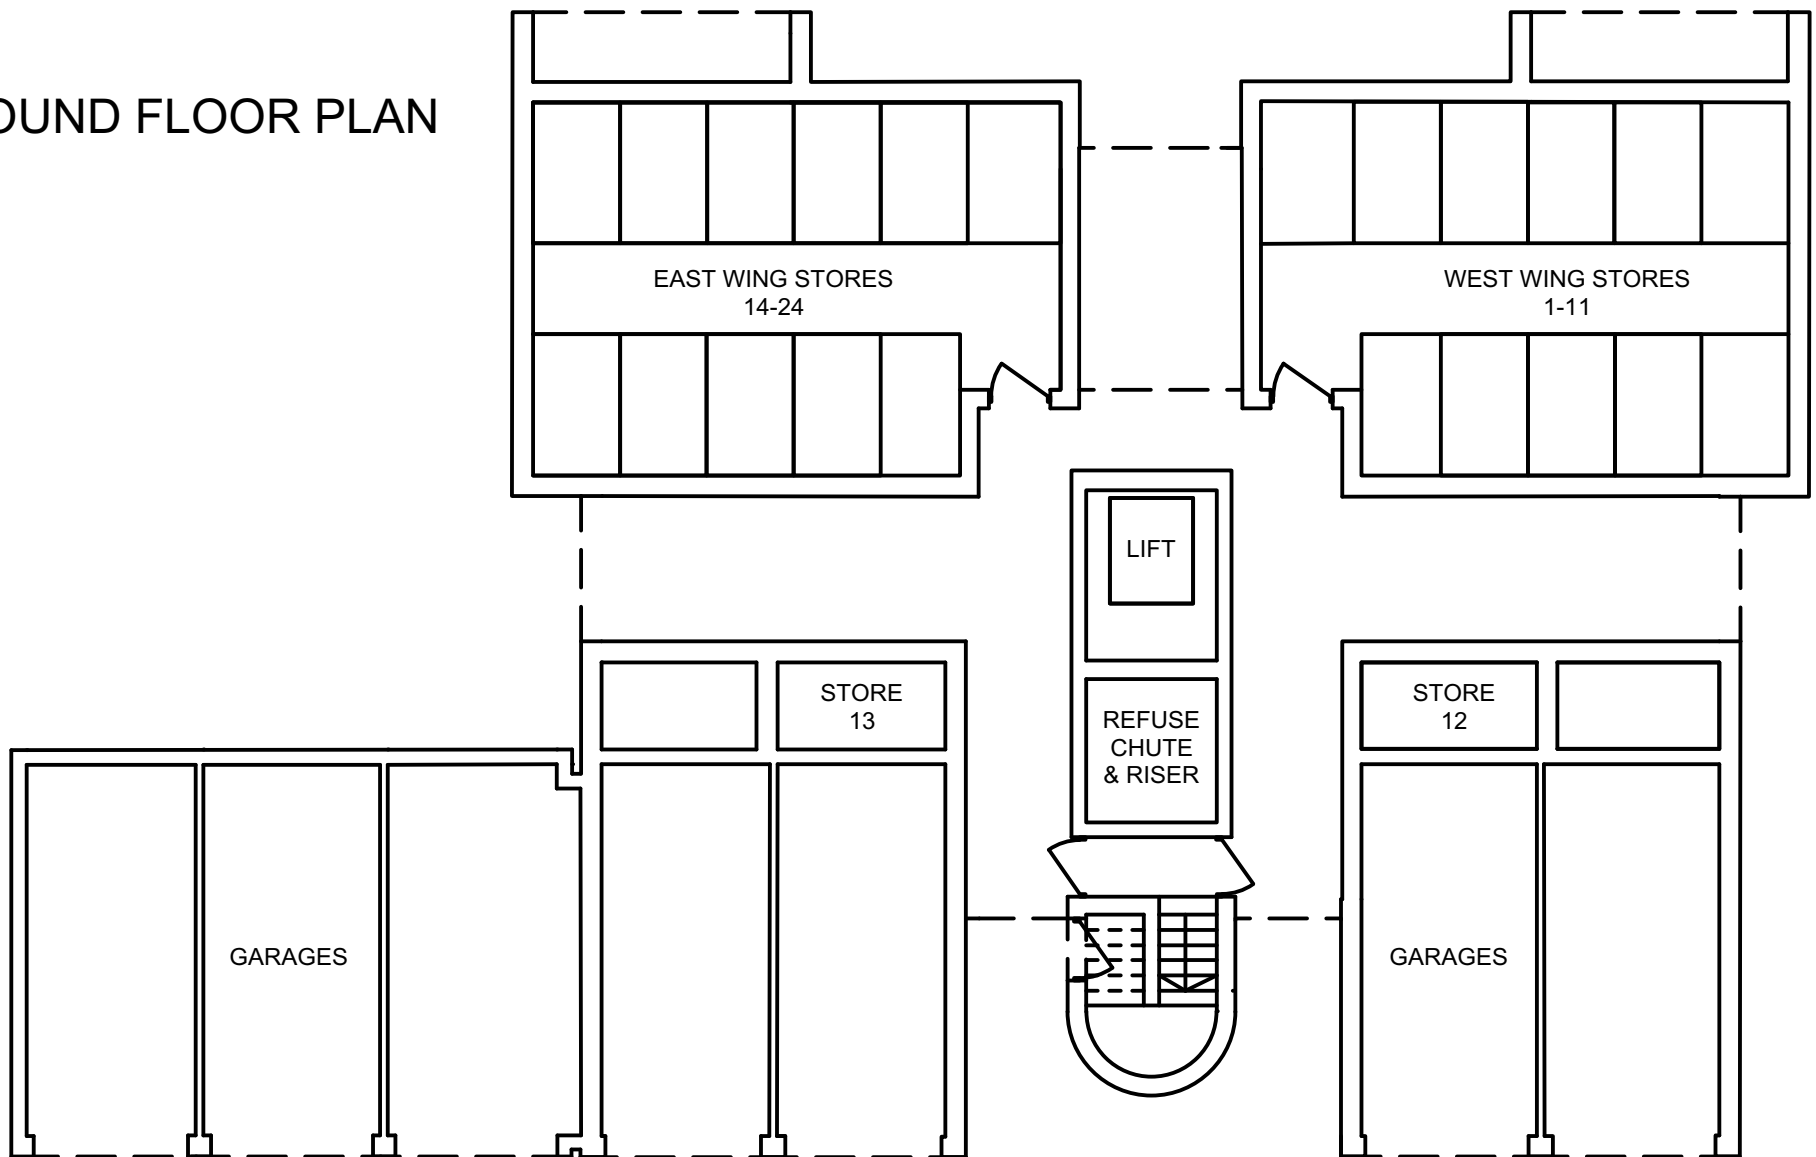 OUND FLOOR PLAN
EAST WING STORES
14-24
WEST WING STORES
1-11
LIFT
STORE
13
REFUSE
CHUTE
& RISER
STORE
12
GARAGES
GARAGES